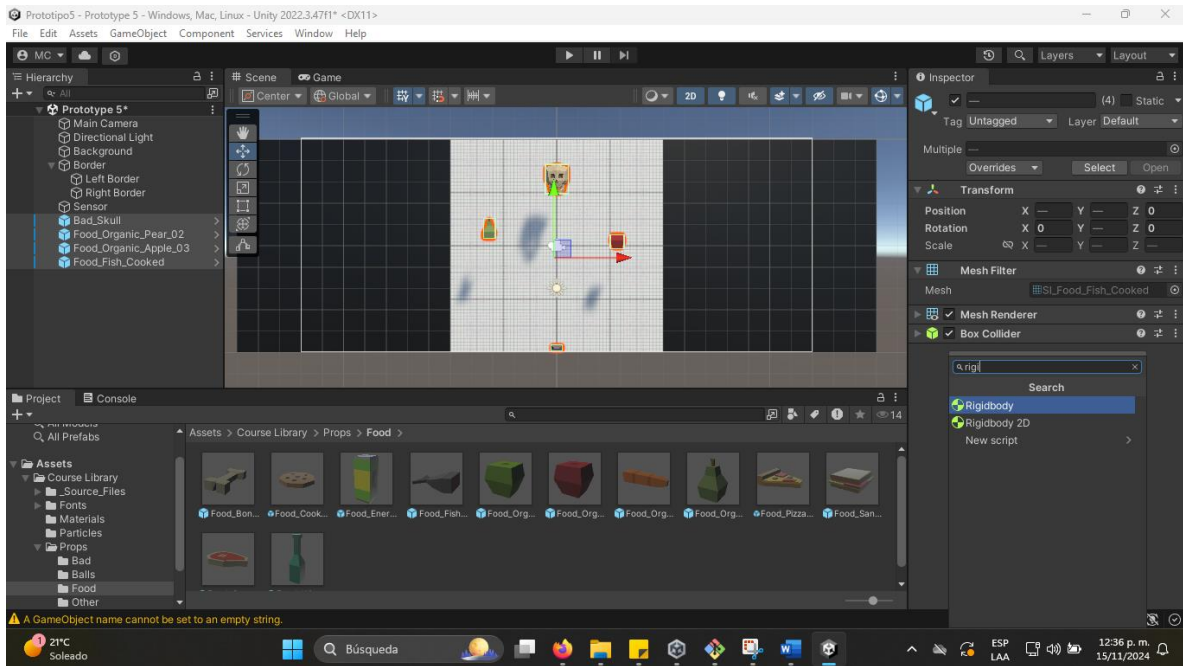 Prototipo5 - Prototype 5 - Windows, Mac, Linux - Unity 2022.3.47f1* <DX11>
File Edit Assets GameObject Component Services Window Help
MC
Layers
Layout
Hierarchy
All
Prototype 5*
Main Camera
Directional Light
Background
Border
Left Border
Right Border
Sensor
Bad_Skull
Food_Organic_Pear_02
Food_Organic_Apple_03
Food_Fish_Cooked
Scene Game
Center Global 2D
Inspector
— (4) Static
Tag Untagged Layer Default
Multiple —
Overrides Select Open
Transform
Position X — Y — Z 0
Rotation X 0 Y — Z 0
Scale X — Y — Z —
Mesh Filter
Mesh SI_Food_Fish_Cooked
Mesh Renderer
Box Collider
rigi
Search
Rigidbody
Rigidbody 2D
New script
Project Console
14
All Prefabs
Assets
Course Library
_Source_Files
Fonts
Materials
Particles
Props
Bad
Balls
Food
Other
Assets > Course Library > Props > Food >
Food_Bon... Food_Cook... Food_Ener... Food_Fish... Food_Org... Food_Org... Food_Org... Food_Org... Food_Pizza... Food_San...
A GameObject name cannot be set to an empty string.
1
21°C
Soleado
Búsqueda
ESP
LAA
12:36 p. m.
15/11/2024